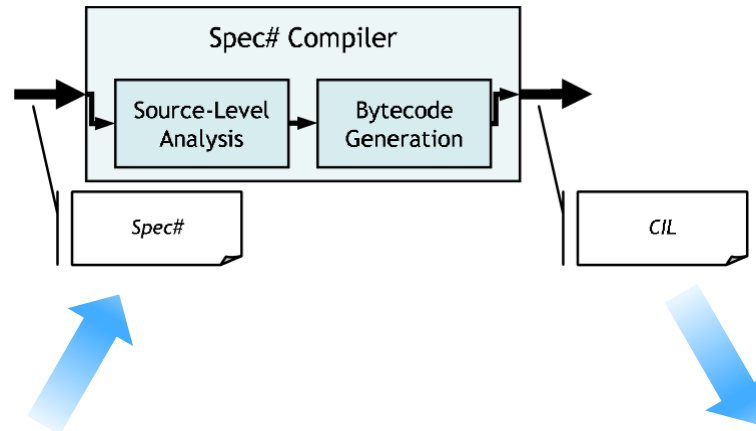 Spec# Compiler
Source-Level
Analysis
Bytecode
Generation
Spec#
CIL